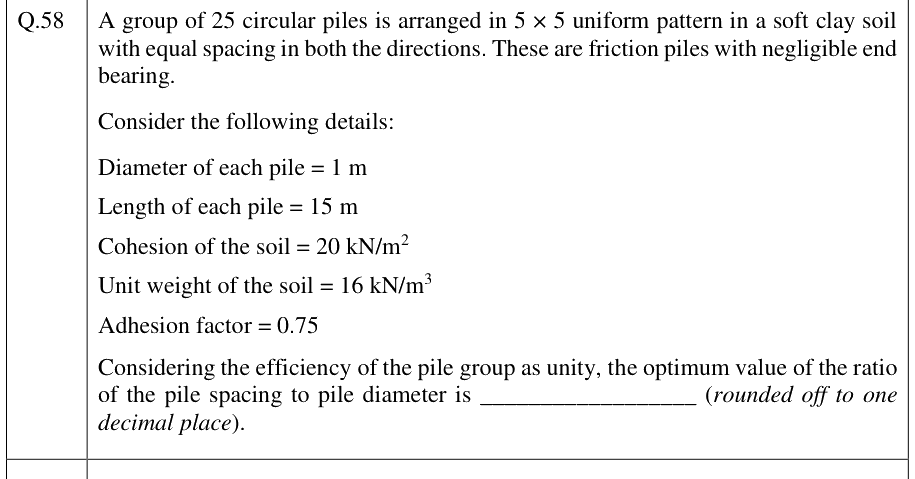 Q.58 A group of 25 circular piles is arranged in 5 × 5 uniform pattern in a soft clay soil
with equal spacing in both the directions. These are friction piles with negligible end
bearing.
Consider the following details:
Diameter of each pile = 1 m
Length of each pile = 15 m
Cohesion of the soil = 20 kN/m²
Unit weight of the soil = 16 kN/m³
Adhesion factor = 0.75
Considering the efficiency of the pile group as unity, the optimum value of the ratio
of the pile spacing to pile diameter is __________________ (rounded off to one
decimal place).